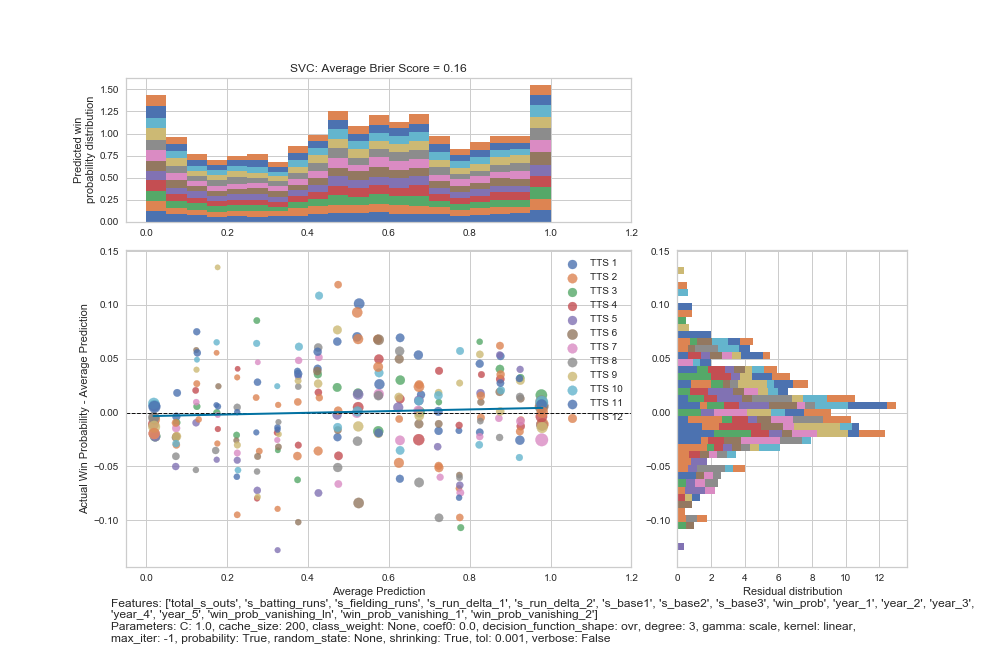 SVC: Average Brier Score = 0.16
Predicted win
probability distribution
1.50
1.25
1.00
0.75
0.50
0.25
0.00
0.0 0.2 0.4 0.6 0.8 1.0 1.2
Actual Win Probability - Average Prediction
0.15
0.10
0.05
0.00
−0.05
−0.10
TTS 1
TTS 2
TTS 3
TTS 4
TTS 5
TTS 6
TTS 7
TTS 8
TTS 9
TTS 10
TTS 11
TTS 12
0.0 0.2 0.4 0.6 0.8 1.0 1.2
Average Prediction
0.15
0.10
0.05
0.00
−0.05
−0.10
0 2 4 6 8 10 12
Residual distribution
Features: ['total_s_outs', 's_batting_runs', 's_fielding_runs', 's_run_delta_1', 's_run_delta_2', 's_base1', 's_base2', 's_base3', 'win_prob', 'year_1', 'year_2', 'year_3',
'year_4', 'year_5', 'win_prob_vanishing_ln', 'win_prob_vanishing_1', 'win_prob_vanishing_2']
Parameters: C: 1.0, cache_size: 200, class_weight: None, coef0: 0.0, decision_function_shape: ovr, degree: 3, gamma: scale, kernel: linear,
max_iter: -1, probability: True, random_state: None, shrinking: True, tol: 0.001, verbose: False